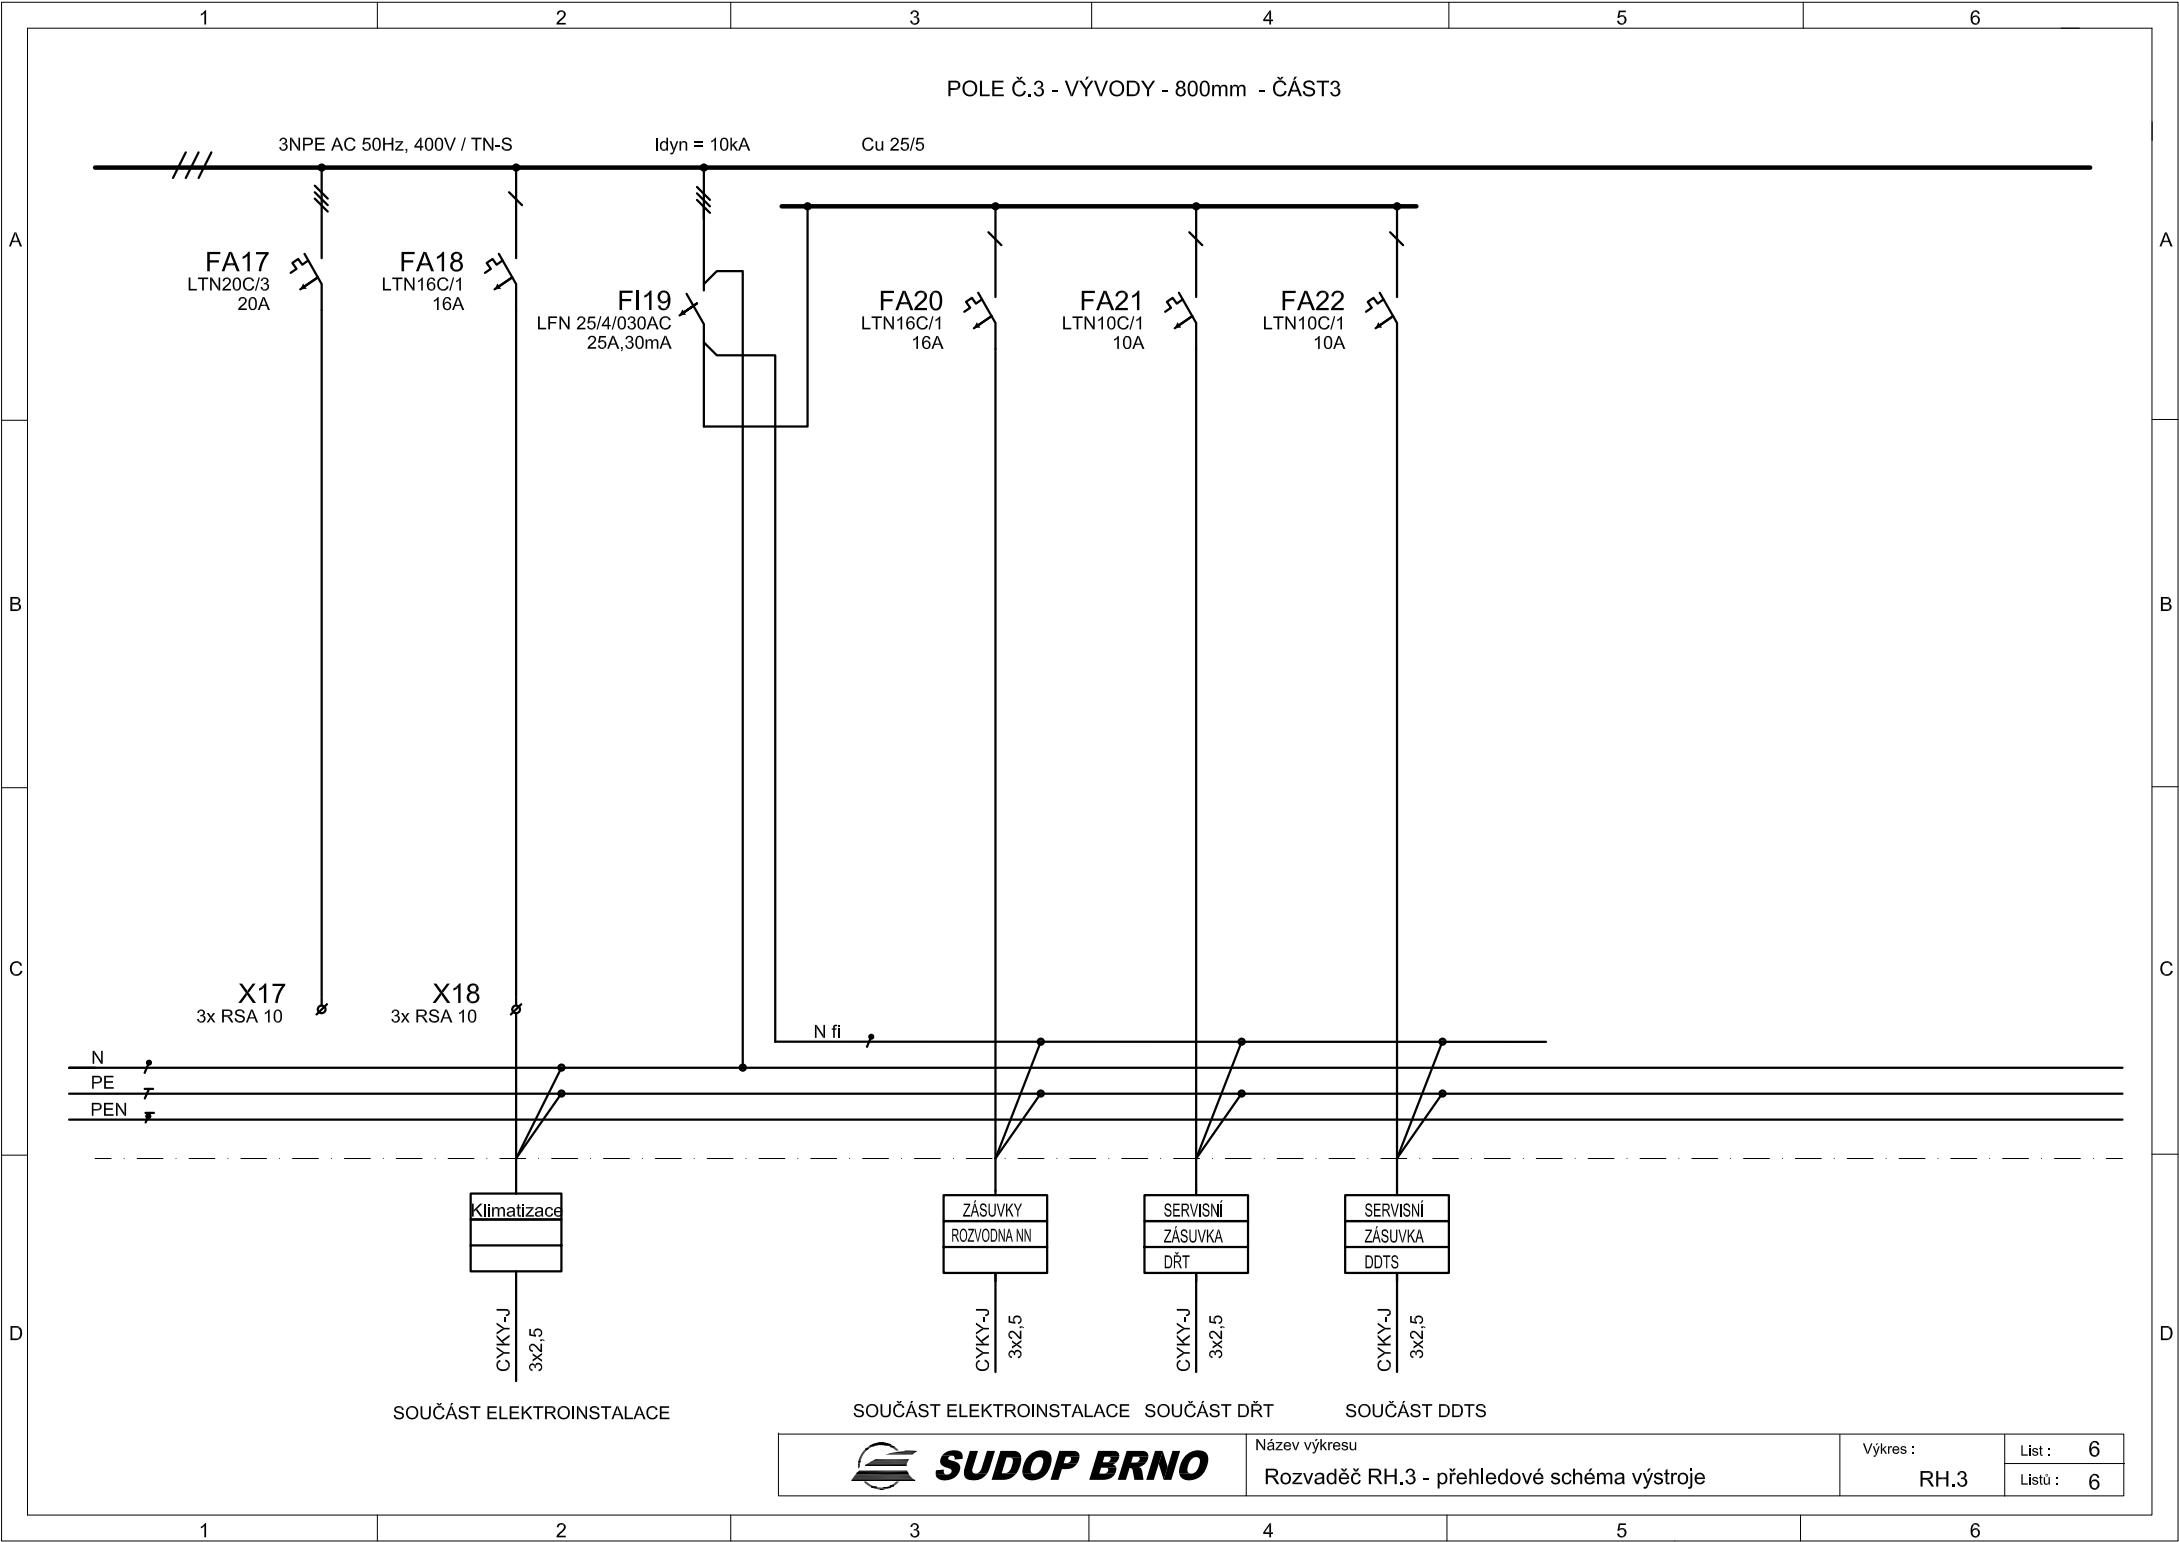 1 2 3 4 5 6
POLE Č.3 - VÝVODY - 800mm - ČÁST3
3NPE AC 50Hz, 400V / TN-S Idyn = 10kA Cu 25/5
A A
FA17
LTN20C/3
20A
FA18
LTN16C/1
16A
FI19
LFN 25/4/030AC
25A,30mA
FA20
LTN16C/1
16A
FA21
LTN10C/1
10A
FA22
LTN10C/1
10A
B B
C C
X17
3x RSA 10
X18
3x RSA 10
N fi
N
PE
PEN
Klimatizace
ZÁSUVKY
ROZVODNA NN
SERVISNÍ
ZÁSUVKA
DŘT
SERVISNÍ
ZÁSUVKA
DDTS
D D
CYKY-J
3x2,5
CYKY-J
3x2,5
CYKY-J
3x2,5
CYKY-J
3x2,5
SOUČÁST ELEKTROINSTALACE
SOUČÁST ELEKTROINSTALACE
SOUČÁST DŘT
SOUČÁST DDTS
SUDOP BRNO
Název výkresu
Rozvaděč RH.3 - přehledové schéma výstroje
Výkres :
RH.3
List : 6
Listů : 6
1 2 3 4 5 6